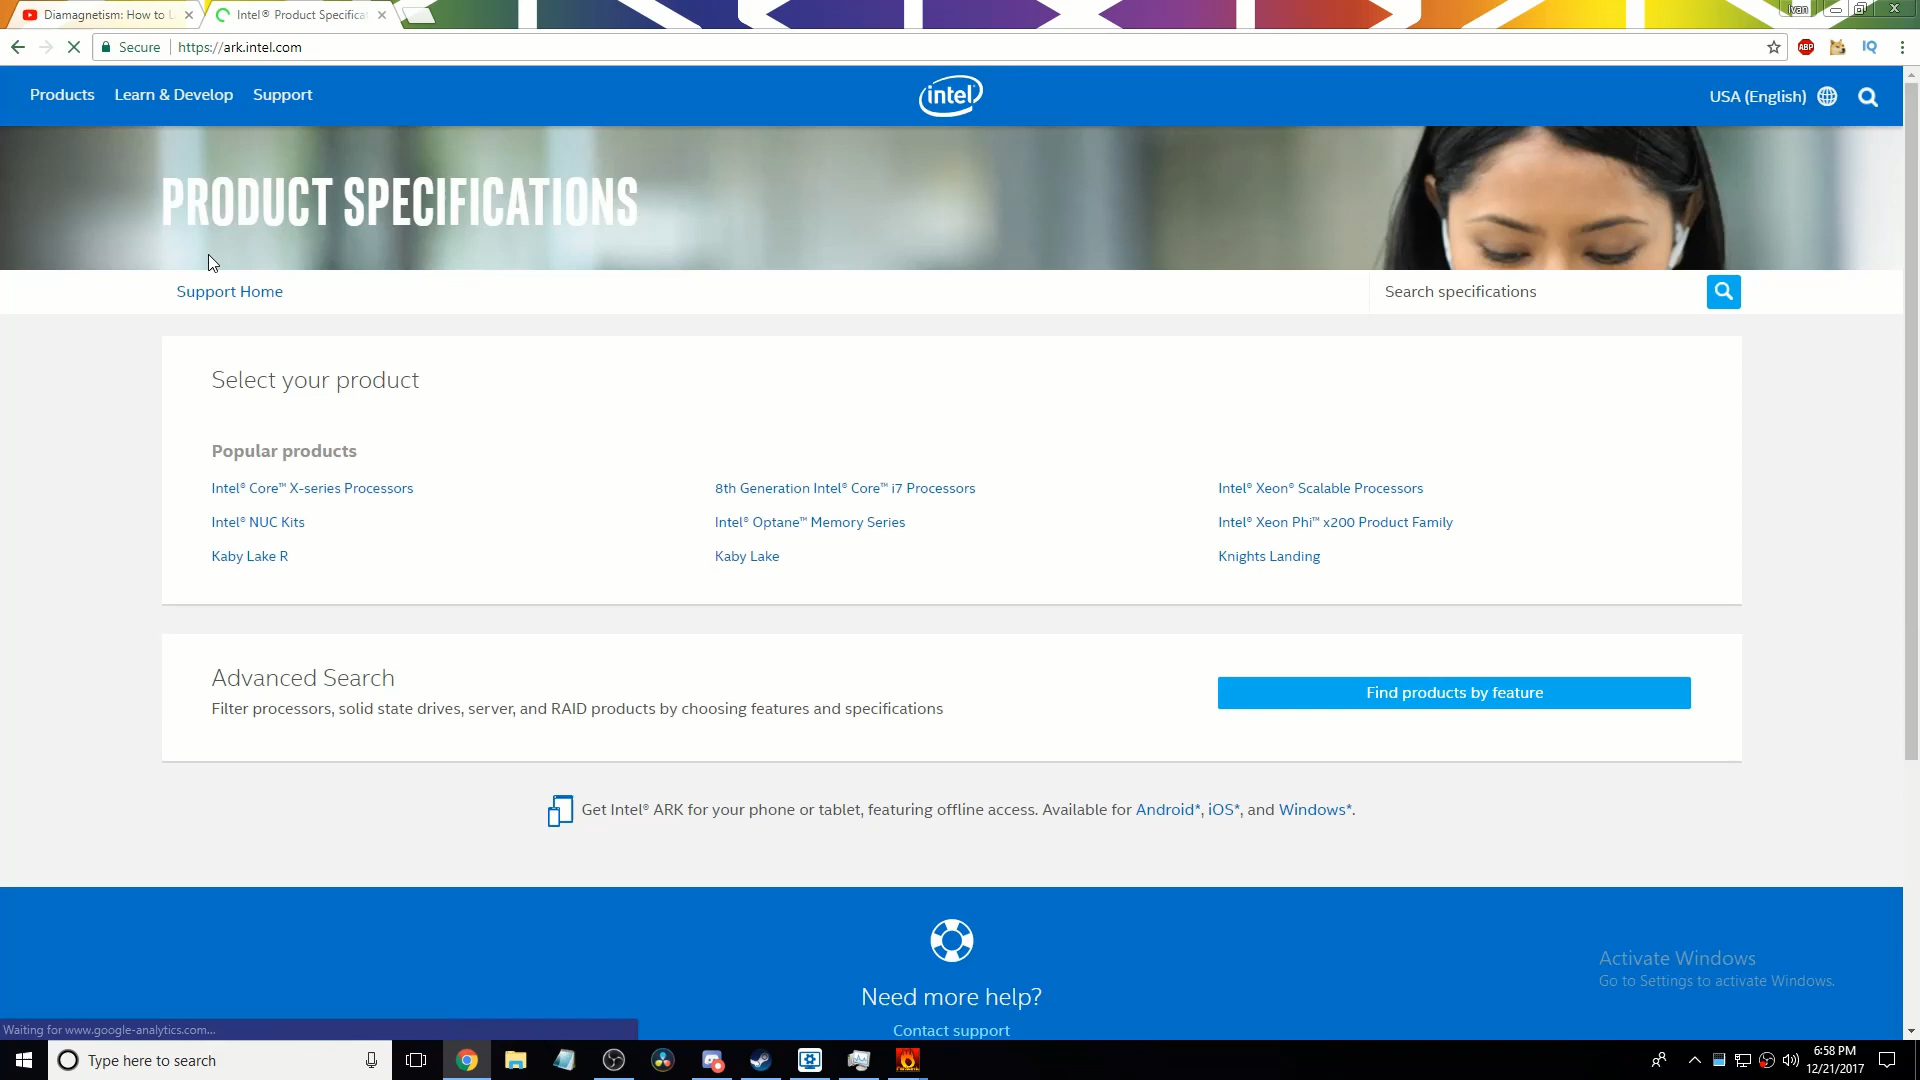 Diamagnetism: How to L
Intel® Product Specificat
Ivan
Secure https://ark.intel.com
ABP
IQ
Products Learn & Develop Support
intel
USA (English)
PRODUCT SPECIFICATIONS
Support Home
Search specifications
Select your product
Popular products
Intel® Core™ X-series Processors
8th Generation Intel® Core™ i7 Processors
Intel® Xeon® Scalable Processors
Intel® NUC Kits
Intel® Optane™ Memory Series
Intel® Xeon Phi™ x200 Product Family
Kaby Lake R
Kaby Lake
Knights Landing
Advanced Search
Filter processors, solid state drives, server, and RAID products by choosing features and specifications
Find products by feature
Get Intel® ARK for your phone or tablet, featuring offline access. Available for Android*, iOS*, and Windows*.
Need more help?
Contact support
Activate Windows
Go to Settings to activate Windows.
Waiting for www.google-analytics.com...
Type here to search
6:58 PM
12/21/2017